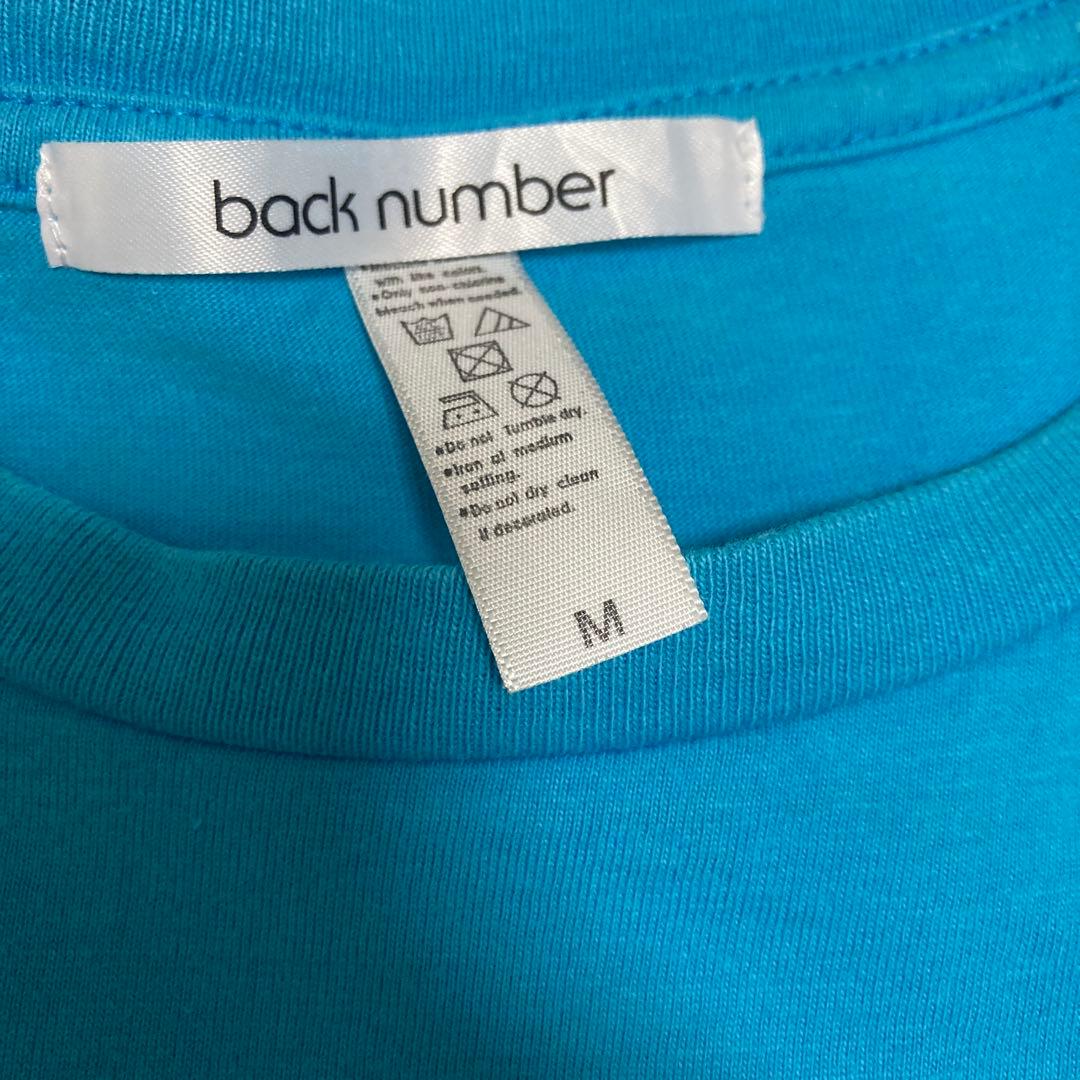 back number
with like colors.
•Only non-chlorine
bleach when needed.
•Do not Tumble dry.
•Iron at medium
setting.
•Do not dry clean
if decorated.
M